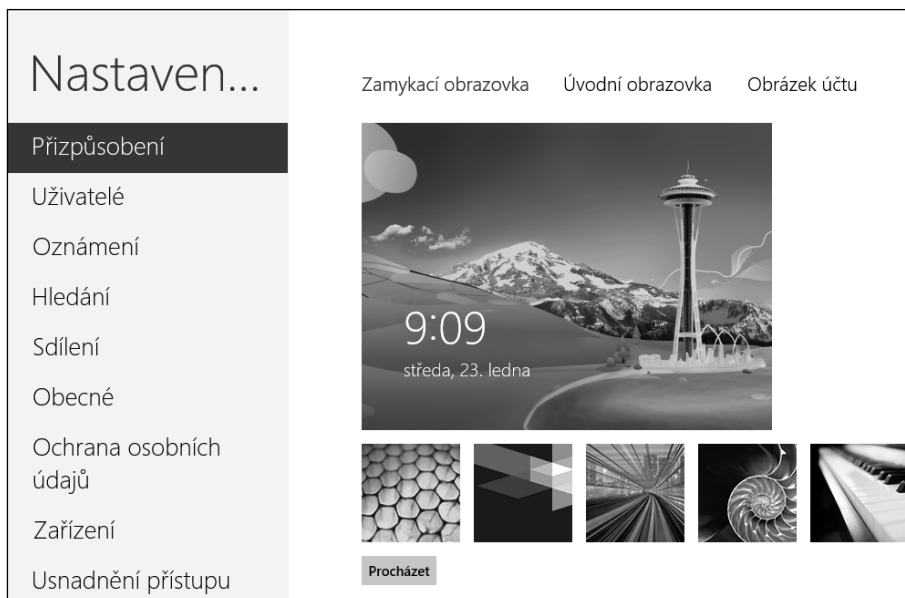 Nastaven...
Přizpůsobení
Uživatelé
Oznámení
Hledání
Sdílení
Obecné
Ochrana osobních
údajů
Zařízení
Usnadnění přístupu
Zamykací obrazovka Úvodní obrazovka Obrázek účtu
9:09
středa, 23. ledna
Procházet